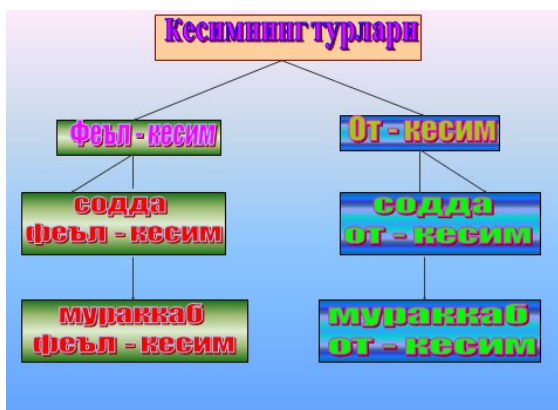 Кесимнинг турлари
Феъл - кесим
От - кесим
содда
феъл - кесим
содда
от - кесим
мураккаб
феъл - кесим
мураккаб
от - кесим